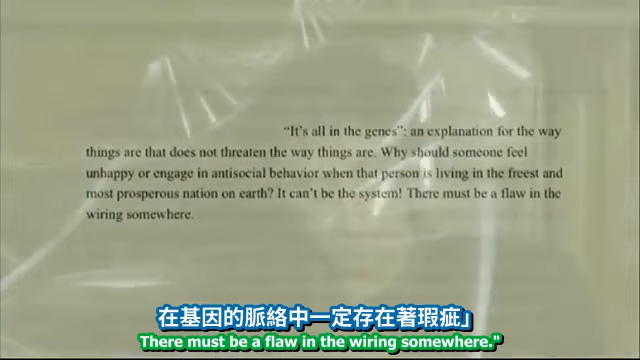 “It’s all in the genes”: an explanation for the way
things are that does not threaten the way things are. Why should someone feel
unhappy or engage in antisocial behavior when that person is living in the freest and
most prosperous nation on earth? It can’t be the system! There must be a flaw in the
wiring somewhere.
在基因的脈絡中一定存在著瑕疵」
There must be a flaw in the wiring somewhere."